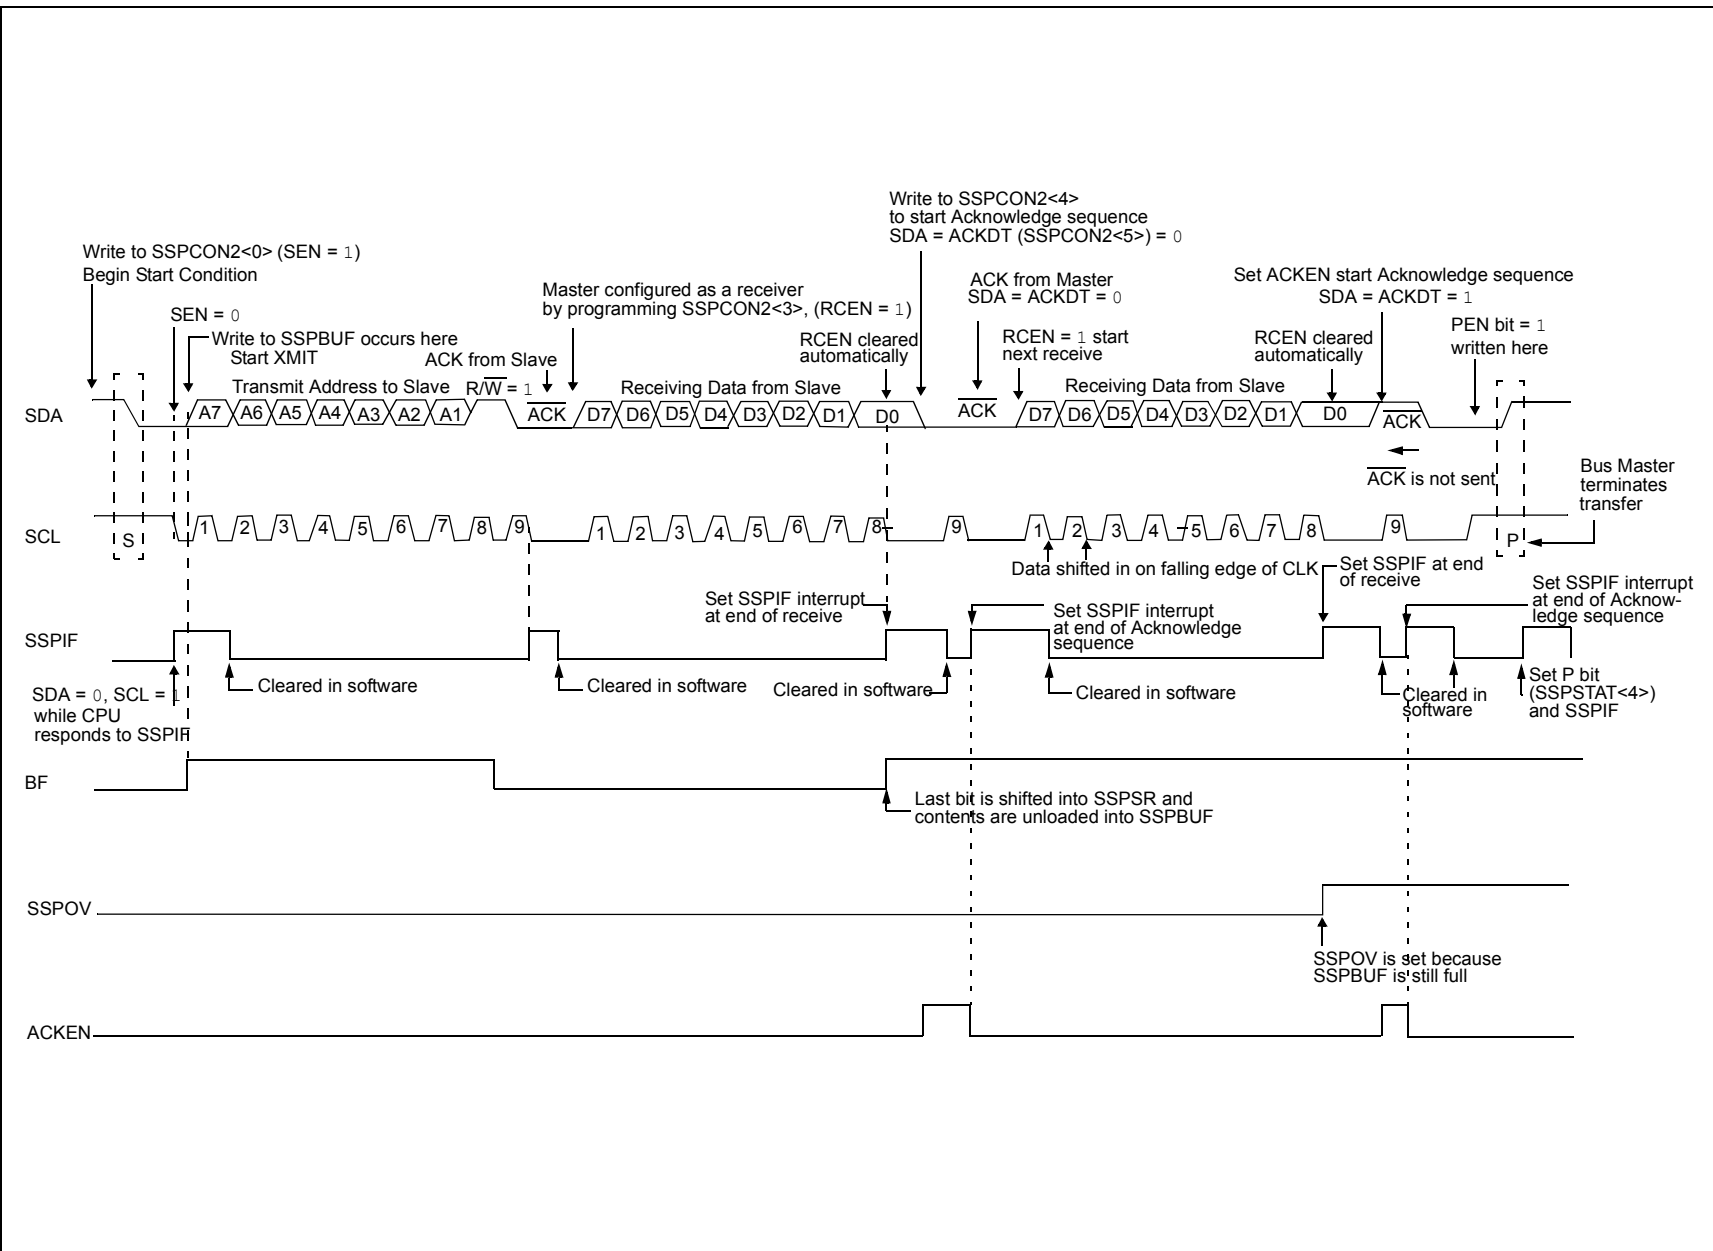 Write to SSPCON2<4>
to start Acknowledge sequence
SDA = ACKDT (SSPCON2<5>) = 0
Write to SSPCON2<0> (SEN = 1)
Begin Start Condition
ACK from Master
SDA = ACKDT = 0
Set ACKEN start Acknowledge sequence
SDA = ACKDT = 1
Master configured as a receiver
by programming SSPCON2<3>, (RCEN = 1)
SEN = 0
PEN bit = 1
written here
Write to SSPBUF occurs here
Start XMIT
RCEN cleared
automatically
RCEN = 1 start
next receive
RCEN cleared
automatically
ACK from Slave
Transmit Address to Slave
R/W = 1
Receiving Data from Slave
Receiving Data from Slave
SDA
A7 A6 A5 A4 A3 A2 A1
ACK
D7 D6 D5 D4 D3 D2 D1 D0
ACK
D7 D6 D5 D4 D3 D2 D1 D0
ACK
ACK is not sent
Bus Master
terminates
transfer
SCL
S
1 2 3 4 5 6 7 8 9
1 2 3 4 5 6 7 8 9
1 2 3 4 5 6 7 8 9
P
Data shifted in on falling edge of CLK
Set SSPIF at end
of receive
Set SSPIF interrupt
at end of receive
Set SSPIF interrupt
at end of Acknowledge
sequence
Set SSPIF interrupt
at end of Acknow-
ledge sequence
SSPIF
Cleared in software
Cleared in software
Cleared in software
Cleared in software
Cleared in
software
Set P bit
(SSPSTAT<4>)
and SSPIF
SDA = 0, SCL = 1
while CPU
responds to SSPIF
BF
Last bit is shifted into SSPSR and
contents are unloaded into SSPBUF
SSPOV
SSPOV is set because
SSPBUF is still full
ACKEN